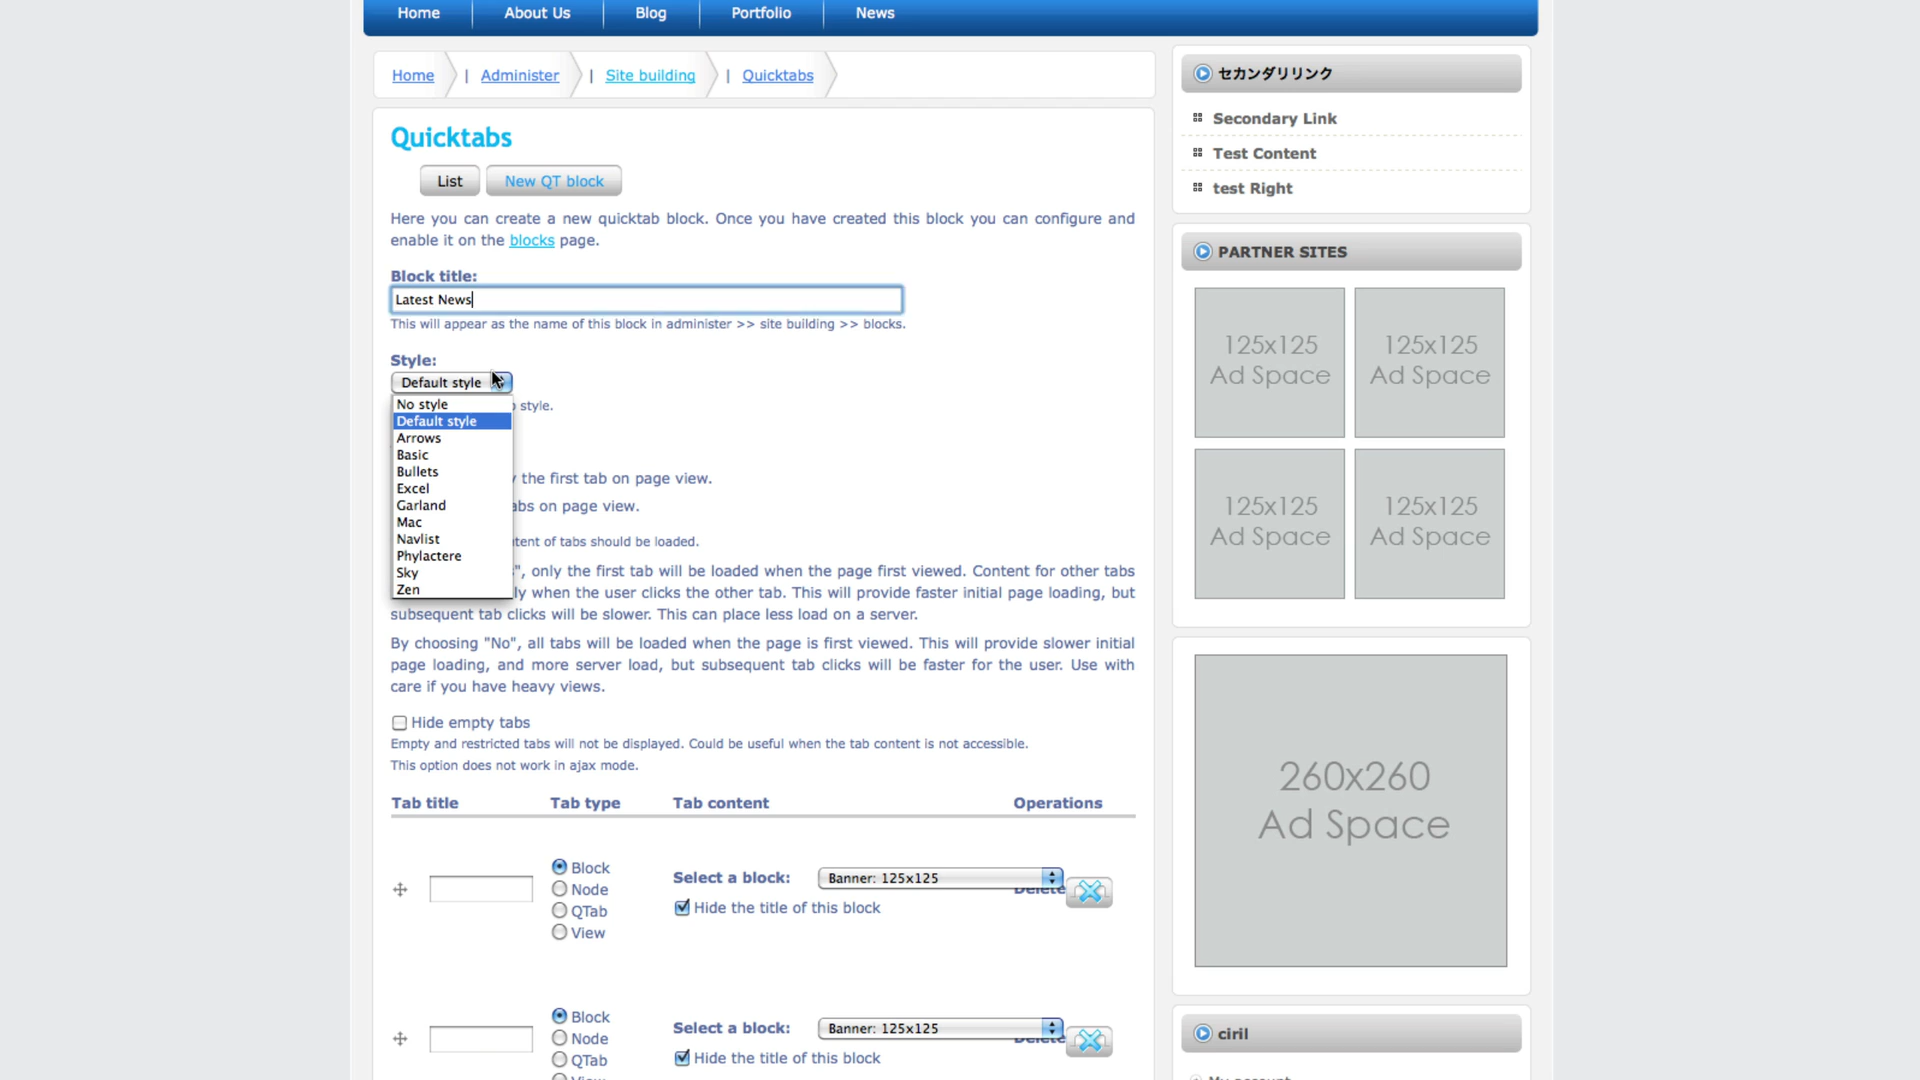 Home
About Us
Blog
Portfolio
News
Home | Administer | Site building | Quicktabs
Quicktabs
List
New QT block
Here you can create a new quicktab block. Once you have created this block you can configure and
enable it on the blocks page.
Block title:
Latest News
This will appear as the name of this block in administer >> site building >> blocks.
Style:
Default style
No style
style.
Default style
Arrows
Basic
Bullets
Excel
the first tab on page view.
Garland
on page view.
Mac
Navlist
of tabs should be loaded.
Phylactere
Sky
only the first tab will be loaded when the page first viewed. Content for other tabs
Zen
when the user clicks the other tab. This will provide faster initial page loading, but
subsequent tab clicks will be slower. This can place less load on a server.
By choosing "No", all tabs will be loaded when the page is first viewed. This will provide slower initial
page loading, and more server load, but subsequent tab clicks will be faster for the user. Use with
care if you have heavy views.
Hide empty tabs
Empty and restricted tabs will not be displayed. Could be useful when the tab content is not accessible.
This option does not work in ajax mode.
Tab title
Tab type
Tab content
Operations
Block
Node
QTab
View
Select a block:
Banner: 125x125
Delete
Hide the title of this block
Block
Node
QTab
View
Select a block:
Banner: 125x125
Delete
Hide the title of this block
セカンダリリンク
Secondary Link
Test Content
test Right
PARTNER SITES
125x125
Ad Space
125x125
Ad Space
125x125
Ad Space
125x125
Ad Space
260x260
Ad Space
ciril
My account